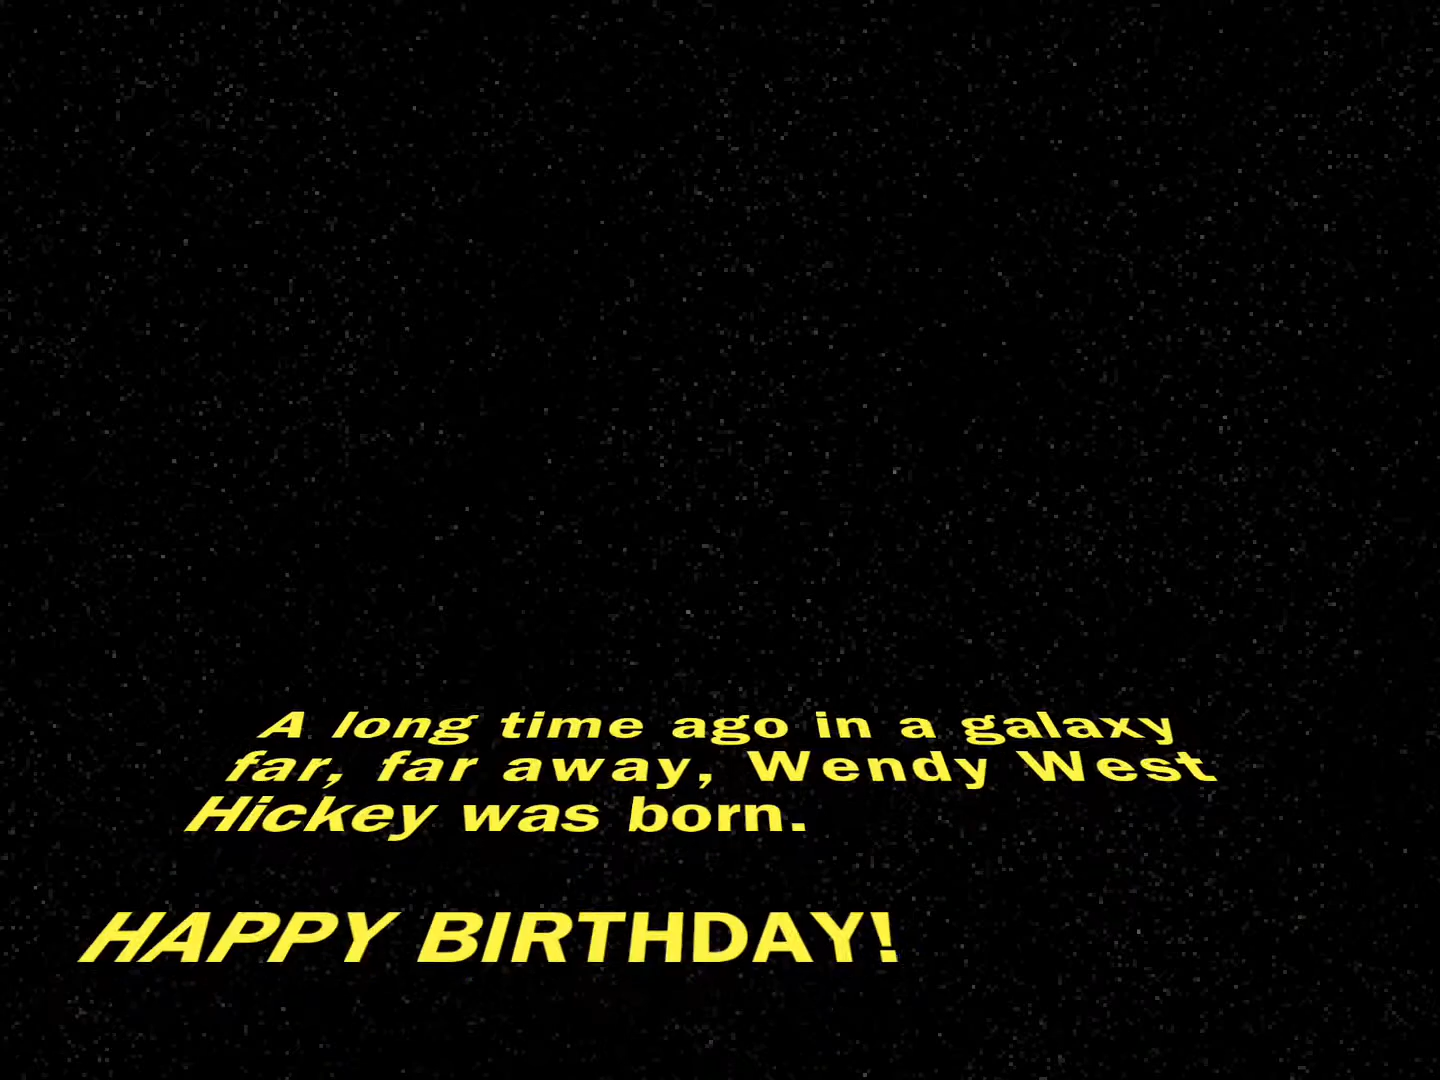 A long time ago in a galaxy
far, far away, Wendy West
Hickey was born.
HAPPY BIRTHDAY!